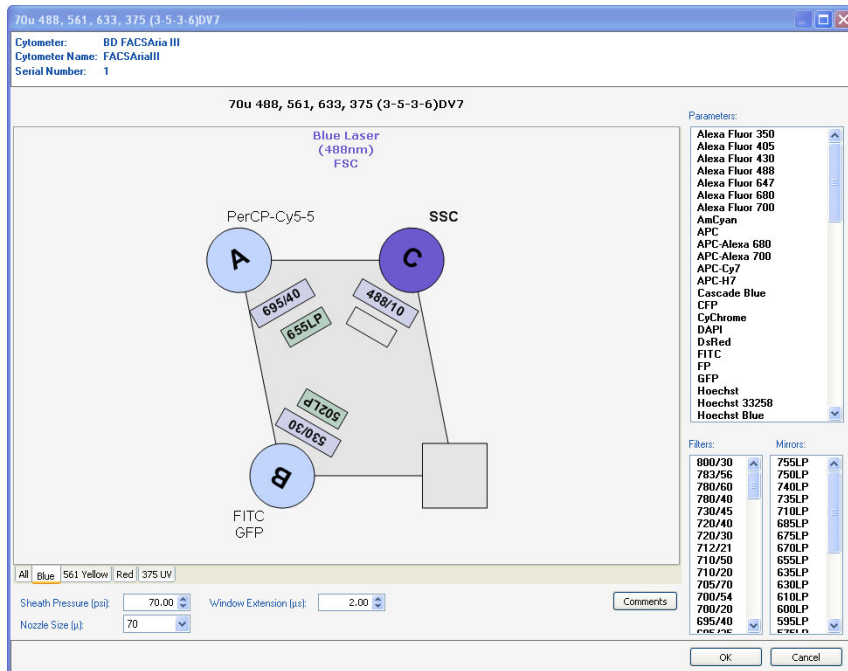 70u 488, 561, 633, 375 (3-5-3-6)DV7
Cytometer: BD FACSAria III
Cytometer Name: FACSAriaIII
Serial Number: 1
70u 488, 561, 633, 375 (3-5-3-6)DV7
Blue Laser
(488nm)
FSC
PerCP-Cy5-5
SSC
A
C
695/40
488/10
655LP
502LP
530/30
B
FITC
GFP
All Blue 561 Yellow Red 375 UV
Sheath Pressure (psi): 70.00 Window Extension (µs): 2.00 Comments
Nozzle Size (µ): 70
Parameters:
Alexa Fluor 350
Alexa Fluor 405
Alexa Fluor 430
Alexa Fluor 488
Alexa Fluor 647
Alexa Fluor 680
Alexa Fluor 700
AmCyan
APC
APC-Alexa 680
APC-Alexa 700
APC-Cy7
APC-H7
Cascade Blue
CFP
CyChrome
DAPI
DsRed
FITC
FP
GFP
Hoechst
Hoechst 33258
Hoechst Blue
Filters:
800/30
783/56
780/60
780/40
730/45
720/40
720/30
712/21
710/50
710/20
705/70
700/54
700/20
695/40
Mirrors:
755LP
750LP
740LP
735LP
710LP
685LP
675LP
670LP
655LP
635LP
630LP
610LP
600LP
595LP
OK Cancel